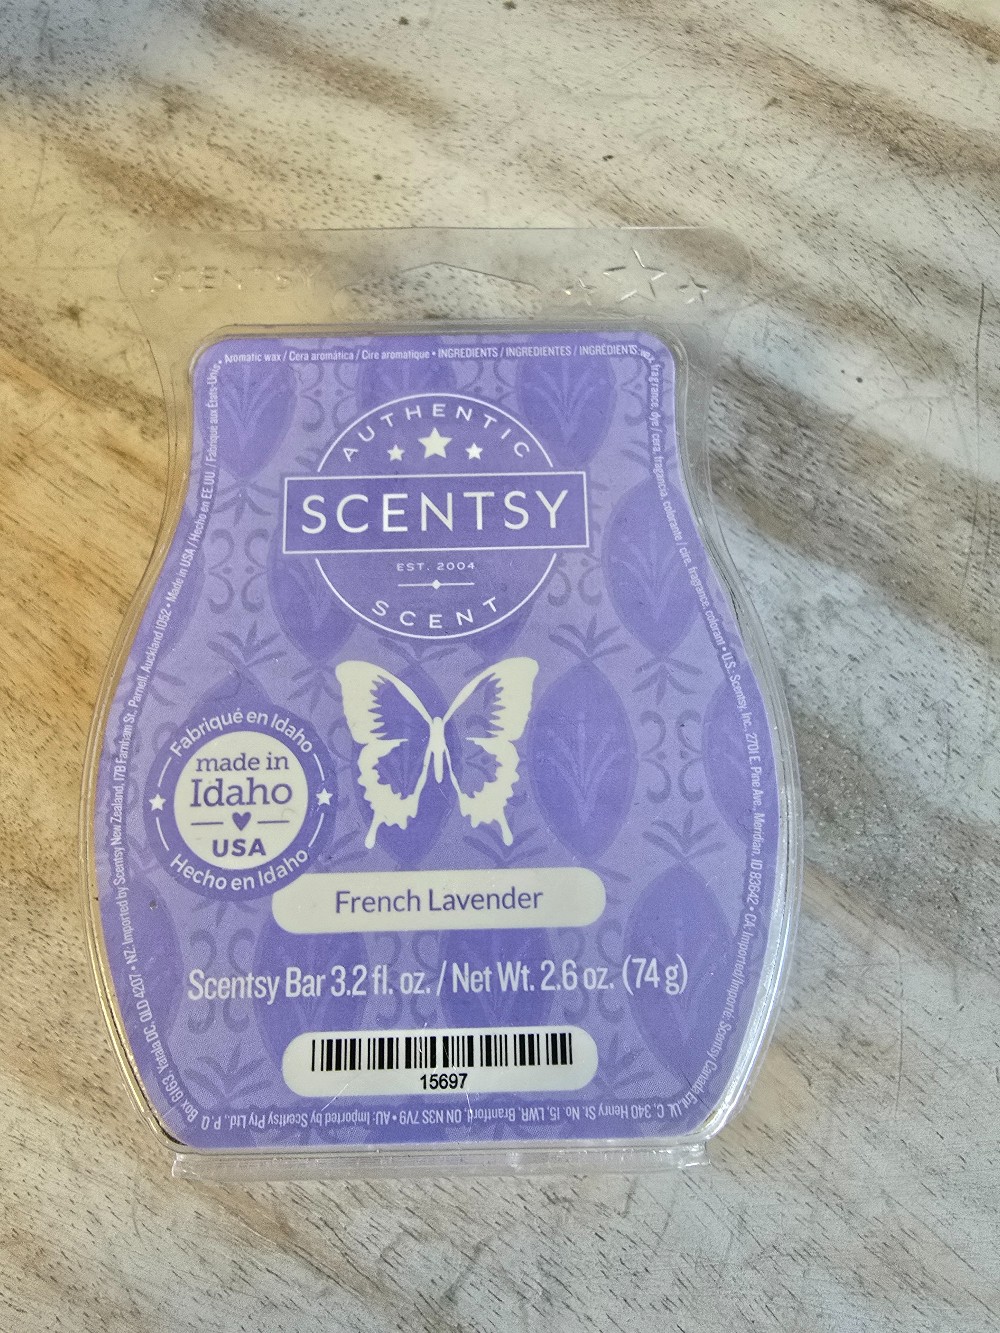 SCENTSY
Aromatic wax / Cera aromática / Cire aromatique • INGREDIENTS / INGREDIENTES / INGRÉDIENTS:
wax, fragrance, dye / cera, fragancia, colorante / cire, fragrance, colorant • U.S.: Scentsy, Inc., 2701 E. Pine Ave., Meridian, ID 83642 • CA: Imported/Importé: Scentsy Canada Ent.
ULC, 340 Henry St. No. 15, LWR. Brantford, ON N3S 7V9 • AU: Imported by Scentsy Pty Ltd., P.O.
Box 6163, Yatala DC, QLD 4207 • NZ: Imported by Scentsy New Zealand, 17B Farnham St. Parnell, Auckland 1052 • Made in USA / Hecho en EE.UU. / Fabriqué aux États-Unis •
AUTHENTIC
SCENTSY
EST. 2004
SCENT
Fabriqué en Idaho
made in
Idaho
USA
Hecho en Idaho
French Lavender
Scentsy Bar 3.2 fl. oz. / Net Wt. 2.6 oz. (74 g)
15697